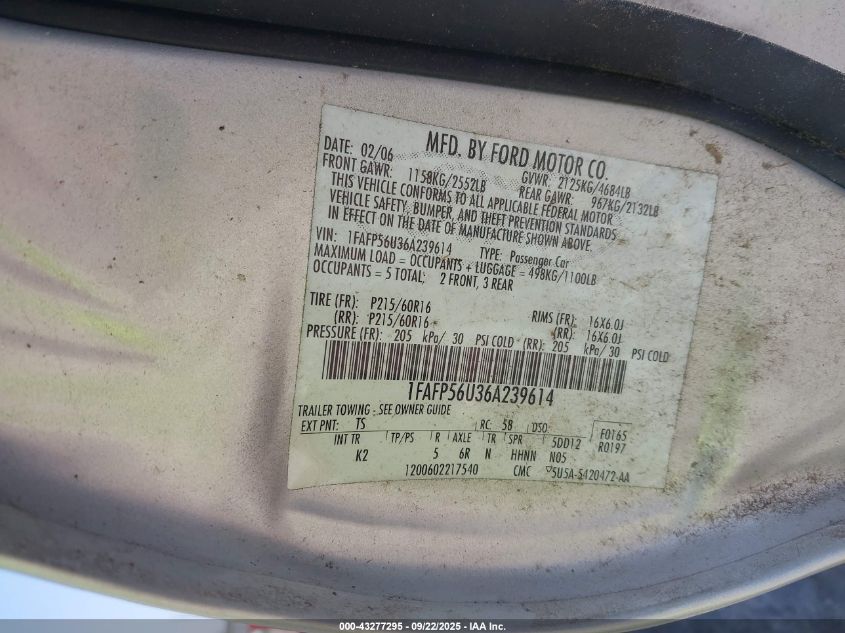 MFD. BY FORD MOTOR CO.
DATE: 02/06 GVWR: 2125KG/4684LB
FRONT GAWR: 1158KG/2552LB REAR GAWR: 967KG/2132LB
THIS VEHICLE CONFORMS TO ALL APPLICABLE FEDERAL MOTOR
VEHICLE SAFETY, BUMPER, AND THEFT PREVENTION STANDARDS
IN EFFECT ON THE DATE OF MANUFACTURE SHOWN ABOVE
VIN: 1FAFP56U36A239614 TYPE: Passenger Car
MAXIMUM LOAD = OCCUPANTS + LUGGAGE = 498KG/1100LB
OCCUPANTS = 5 TOTAL; 2 FRONT, 3 REAR
TIRE (FR): P215/60R16 RIMS (FR): 16X6.0J
(RR): P215/60R16 (RR): 16X6.0J
PRESSURE (FR): 205 kPa/ 30 PSI COLD (RR): 205 kPa/ 30 PSI COLD
1FAFP56U36A239614
TRAILER TOWING - SEE OWNER GUIDE
EXT PNT: TS RC: 58 DSO: F0165
INT TR TP/PS R AXLE TR SPR 5DD12 R0197
K2 5 6R N HHNN N05
1200602217540 CMC 5U5A-5420472-AA
000-43277295 - 09/22/2025 - IAA Inc.